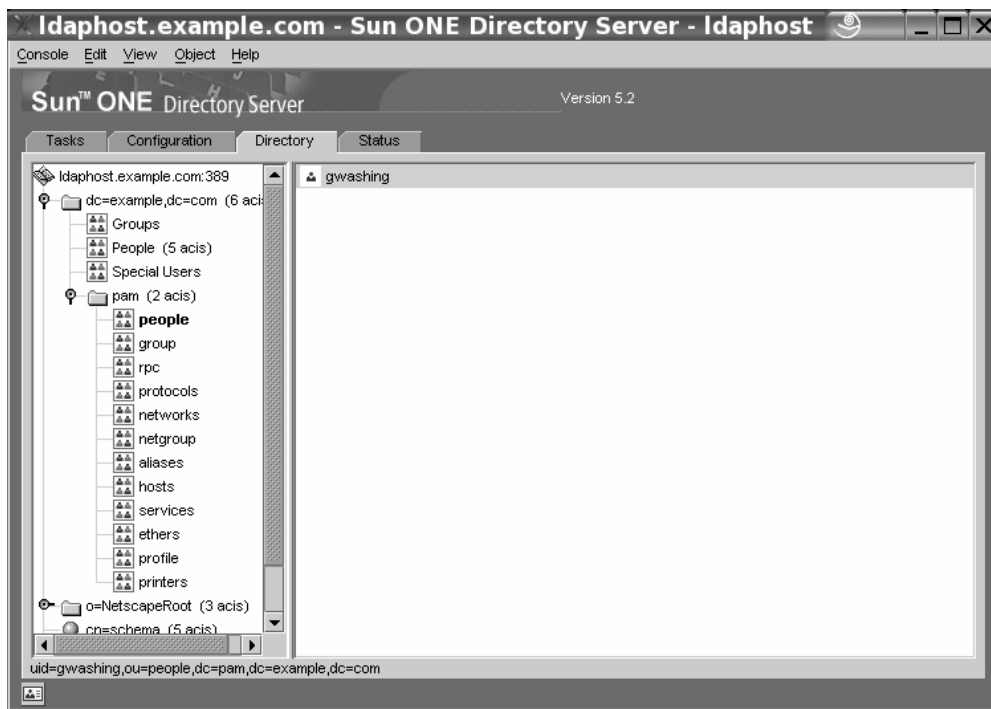 ldaphost.example.com - Sun ONE Directory Server - ldaphost
Console Edit View Object Help
Sun™ ONE Directory Server
Version 5.2
Tasks Configuration Directory Status
ldaphost.example.com:389
dc=example,dc=com (6 aci
Groups
People (5 acis)
Special Users
pam (2 acis)
people
group
rpc
protocols
networks
netgroup
aliases
hosts
services
ethers
profile
printers
o=NetscapeRoot (3 acis)
cn=schema (5 acis)
gwashing
uid=gwashing,ou=people,dc=pam,dc=example,dc=com